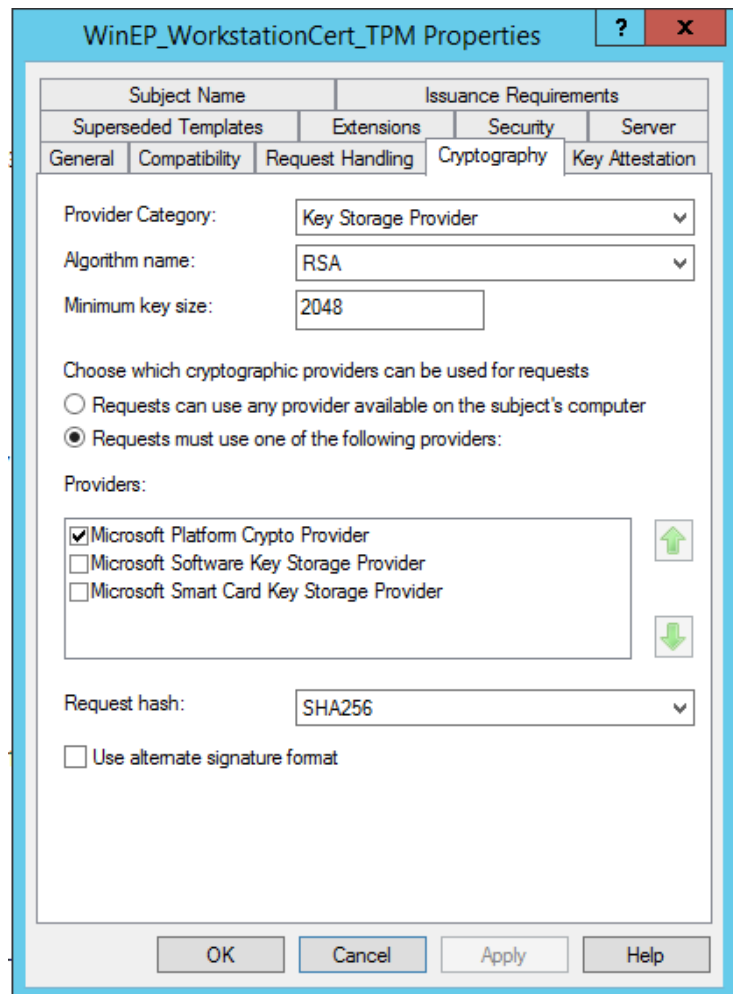 WinEP_WorkstationCert_TPM Properties ? x
Subject Name Issuance Requirements
Superseded Templates Extensions Security Server
General Compatibility Request Handling Cryptography Key Attestation
Provider Category: Key Storage Provider
Algorithm name: RSA
Minimum key size: 2048
Choose which cryptographic providers can be used for requests
Requests can use any provider available on the subject's computer
Requests must use one of the following providers:
Providers:
Microsoft Platform Crypto Provider
Microsoft Software Key Storage Provider
Microsoft Smart Card Key Storage Provider
Request hash: SHA256
Use alternate signature format
OK Cancel Apply Help